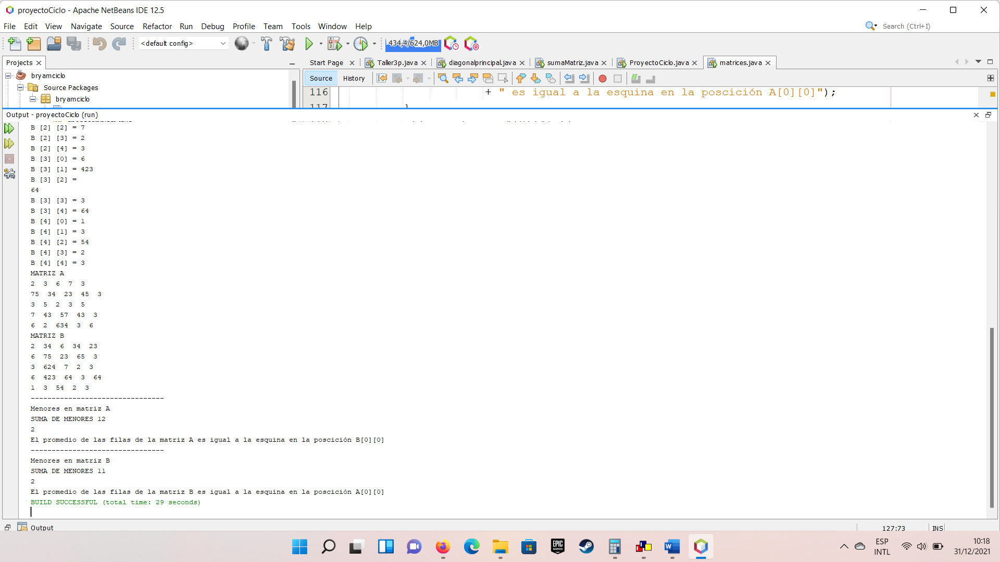 proyectoCiclo - Apache NetBeans IDE 12.5
File Edit View Navigate Source Refactor Run Debug Profile Team Tools Window Help
Search (Ctrl+I)
<default config>
434,4/624,0MB
Projects
Start Page
Taller3p.java
diagonalprincipal.java
sumaMatriz.java
ProyectoCiclo.java
matrices.java
bryamciclo
Source Packages
bryamciclo
Source History
116 + " es igual a la esquina en la poscición A[0][0]");
117 }
Output - proyectoCiclo (run)
B [2] [2] = 7
B [2] [3] = 2
B [2] [4] = 3
B [3] [0] = 6
B [3] [1] = 423
B [3] [2] =
64
B [3] [3] = 3
B [3] [4] = 64
B [4] [0] = 1
B [4] [1] = 3
B [4] [2] = 54
B [4] [3] = 2
B [4] [4] = 3
MATRIZ A
2 3 6 7 3
75 34 23 45 3
3 5 2 3 5
7 43 57 43 3
6 2 634 3 6
MATRIZ B
2 34 6 34 23
6 75 23 65 3
3 624 7 2 3
6 423 64 3 64
1 3 54 2 3
--------------------------------
Menores en matriz A
SUMA DE MENORES 12
2
El promedio de las filas de la matriz A es igual a la esquina en la poscición B[0][0]
--------------------------------
Menores en matriz B
SUMA DE MENORES 11
2
El promedio de las filas de la matriz B es igual a la esquina en la poscición A[0][0]
BUILD SUCCESSFUL (total time: 29 seconds)
Output
127:73
INS
EPIC GAMES
W
ESP
INTL
10:18
31/12/2021